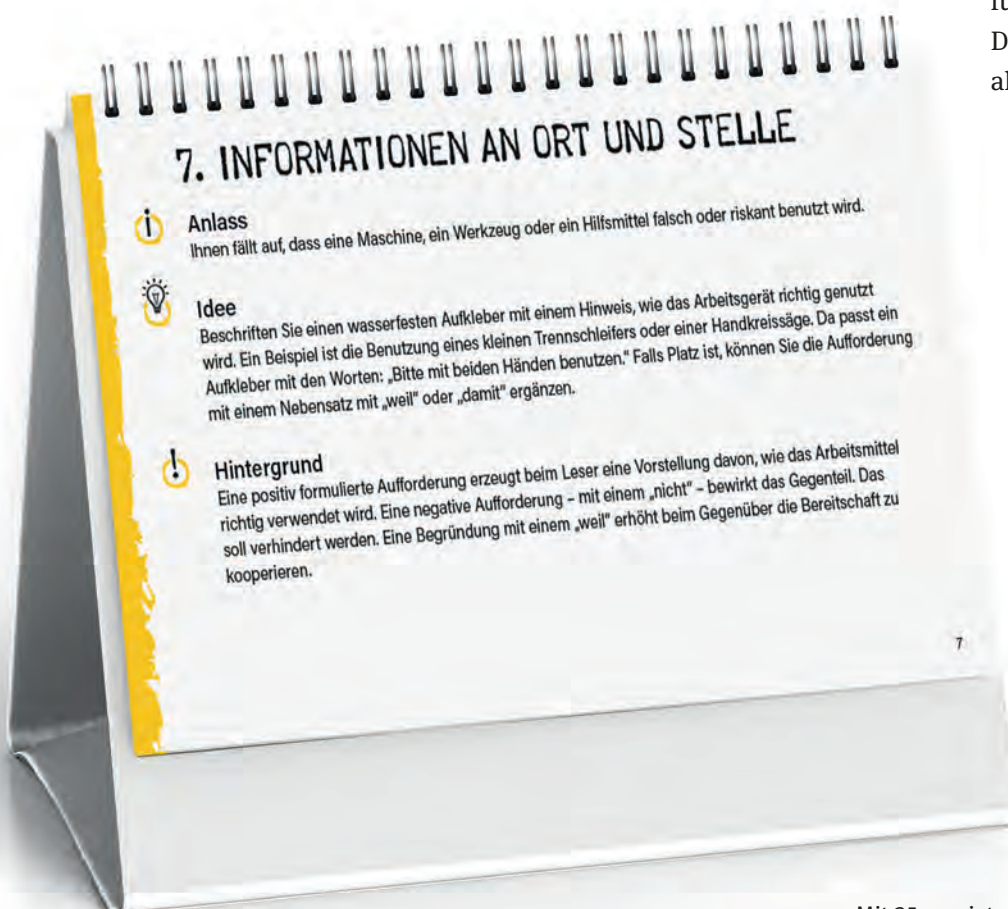 7. INFORMATIONEN AN ORT UND STELLE
Anlass
Ihnen fällt auf, dass eine Maschine, ein Werkzeug oder ein Hilfsmittel falsch oder riskant benutzt wird.
Idee
Beschriften Sie einen wasserfesten Aufkleber mit einem Hinweis, wie das Arbeitsgerät richtig genutzt
wird. Ein Beispiel ist die Benutzung eines kleinen Trennschleifers oder einer Handkreissäge. Da passt ein
Aufkleber mit den Worten: „Bitte mit beiden Händen benutzen." Falls Platz ist, können Sie die Aufforderung
mit einem Nebensatz mit „weil" oder „damit" ergänzen.
Hintergrund
Eine positiv formulierte Aufforderung erzeugt beim Leser eine Vorstellung davon, wie das Arbeitsmittel
richtig verwendet wird. Eine negative Aufforderung – mit einem „nicht" – bewirkt das Gegenteil. Das
soll verhindert werden. Eine Begründung mit einem „weil" erhöht beim Gegenüber die Bereitschaft zu
kooperieren.
7